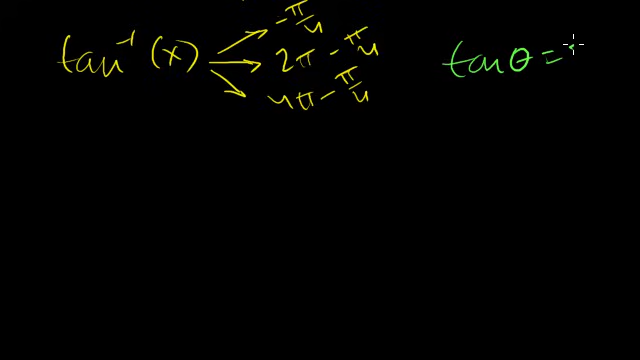 -π/4
tan⁻¹(x) 2π - π/4 tanθ =
4π - π/4